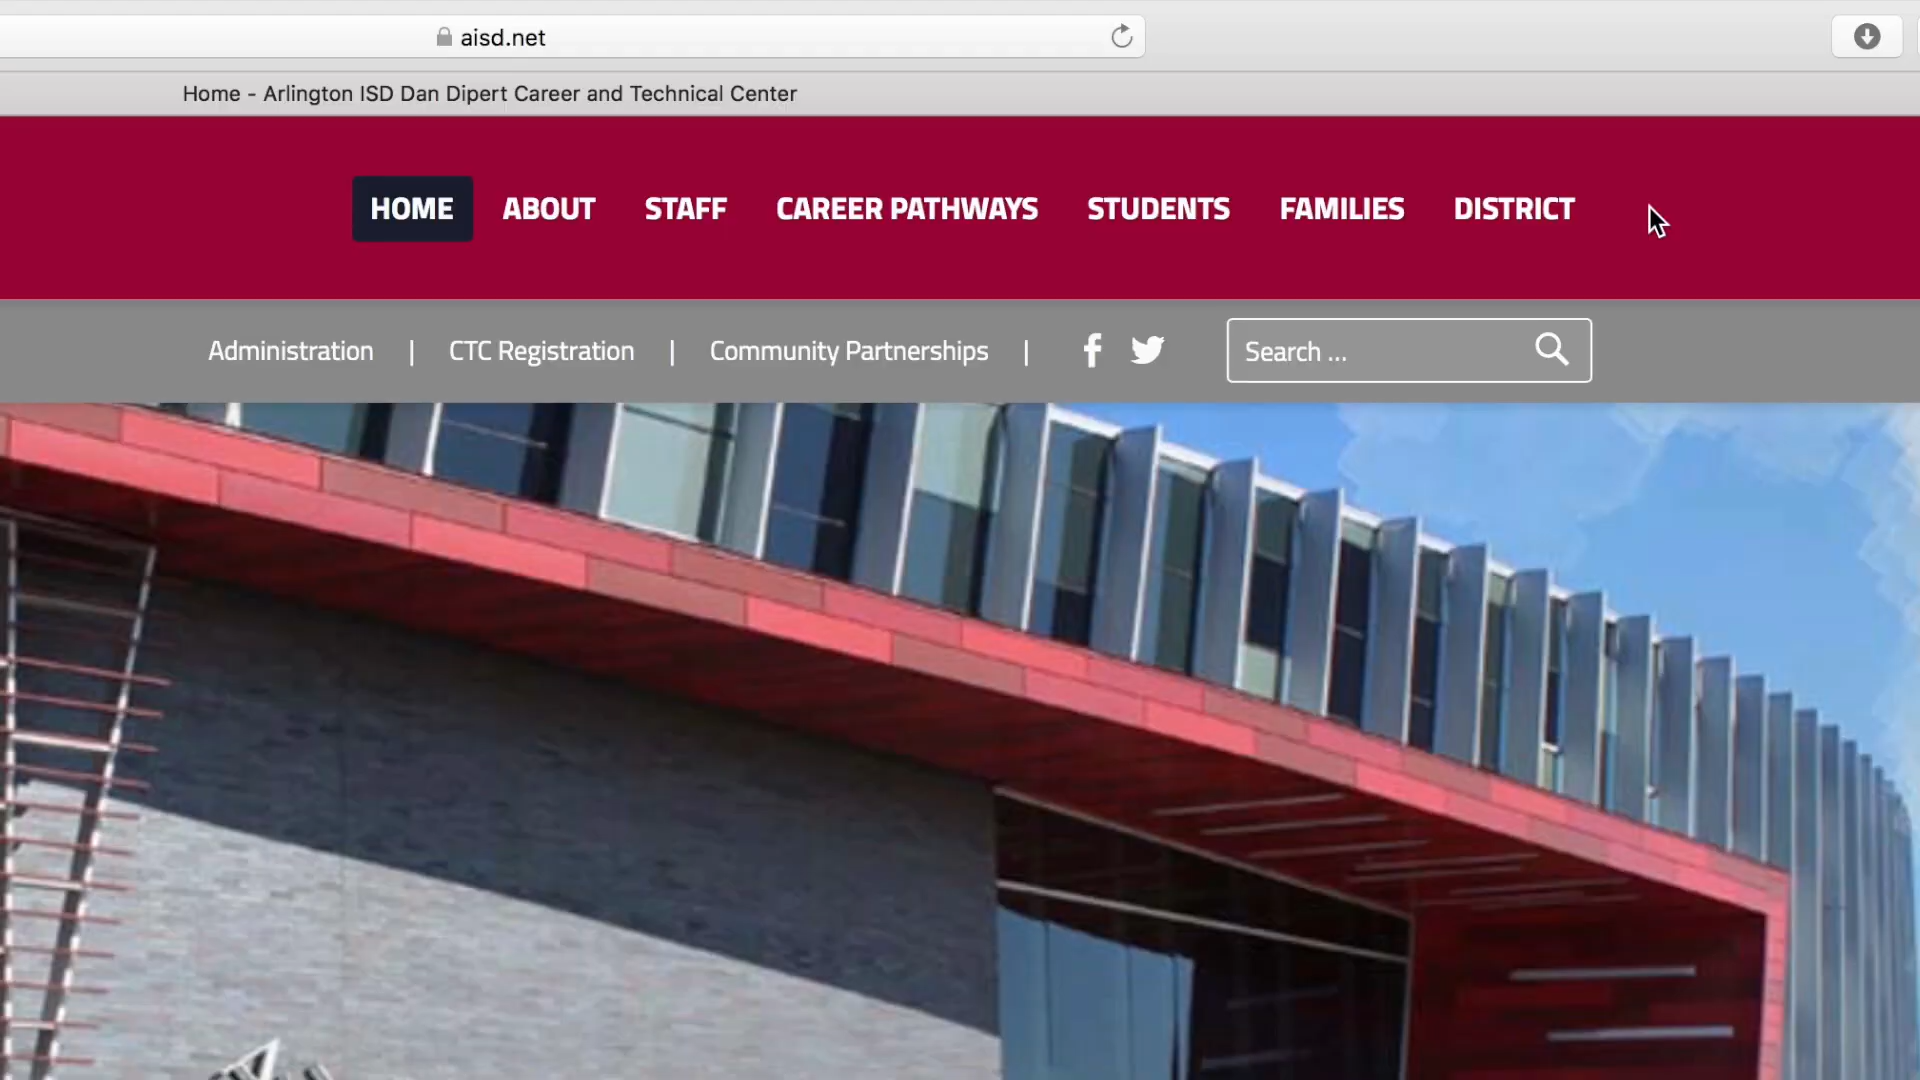 aisd.net
Home - Arlington ISD Dan Dipert Career and Technical Center
HOME ABOUT STAFF CAREER PATHWAYS STUDENTS FAMILIES DISTRICT
Administration | CTC Registration | Community Partnerships | Search ...